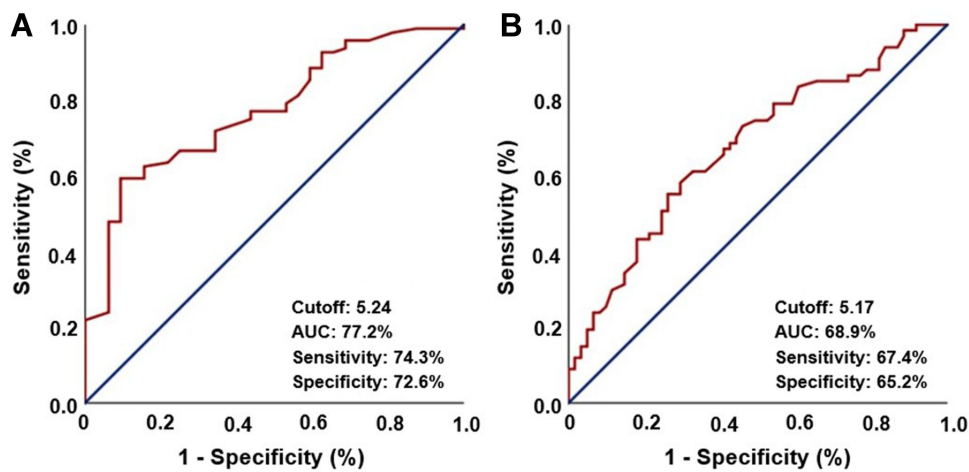 A
1.0
0.8
0.6
0.4
0.2
0.0
Sensitivity (%)
0
0.2
0.4
0.6
0.8
1.0
1 - Specificity (%)
Cutoff: 5.24
AUC: 77.2%
Sensitivity: 74.3%
Specificity: 72.6%
B
1.0
0.8
0.6
0.4
0.2
0.0
Sensitivity (%)
0
0.2
0.4
0.6
0.8
1.0
1 - Specificity (%)
Cutoff: 5.17
AUC: 68.9%
Sensitivity: 67.4%
Specificity: 65.2%